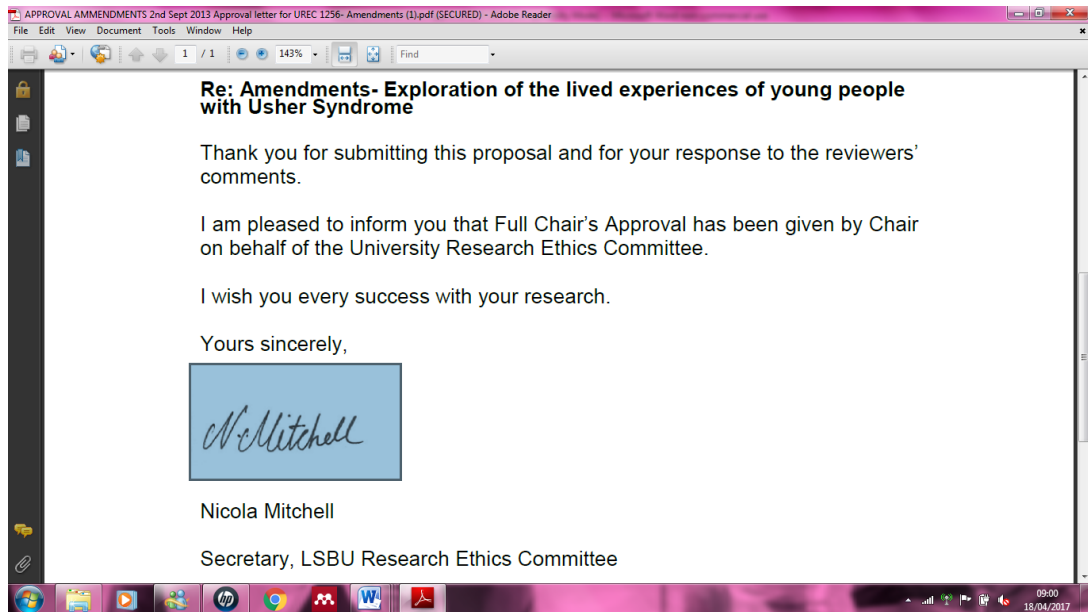 APPROVAL AMMENDMENTS 2nd Sept 2013 Approval letter for UREC 1256- Amendments (1).pdf (SECURED) - Adobe Reader
File Edit View Document Tools Window Help
1 / 1 143% Find
Re: Amendments- Exploration of the lived experiences of young people
with Usher Syndrome
Thank you for submitting this proposal and for your response to the reviewers’
comments.
I am pleased to inform you that Full Chair’s Approval has been given by Chair
on behalf of the University Research Ethics Committee.
I wish you every success with your research.
Yours sincerely,
N Mitchell
Nicola Mitchell
Secretary, LSBU Research Ethics Committee
09:00
18/04/2017